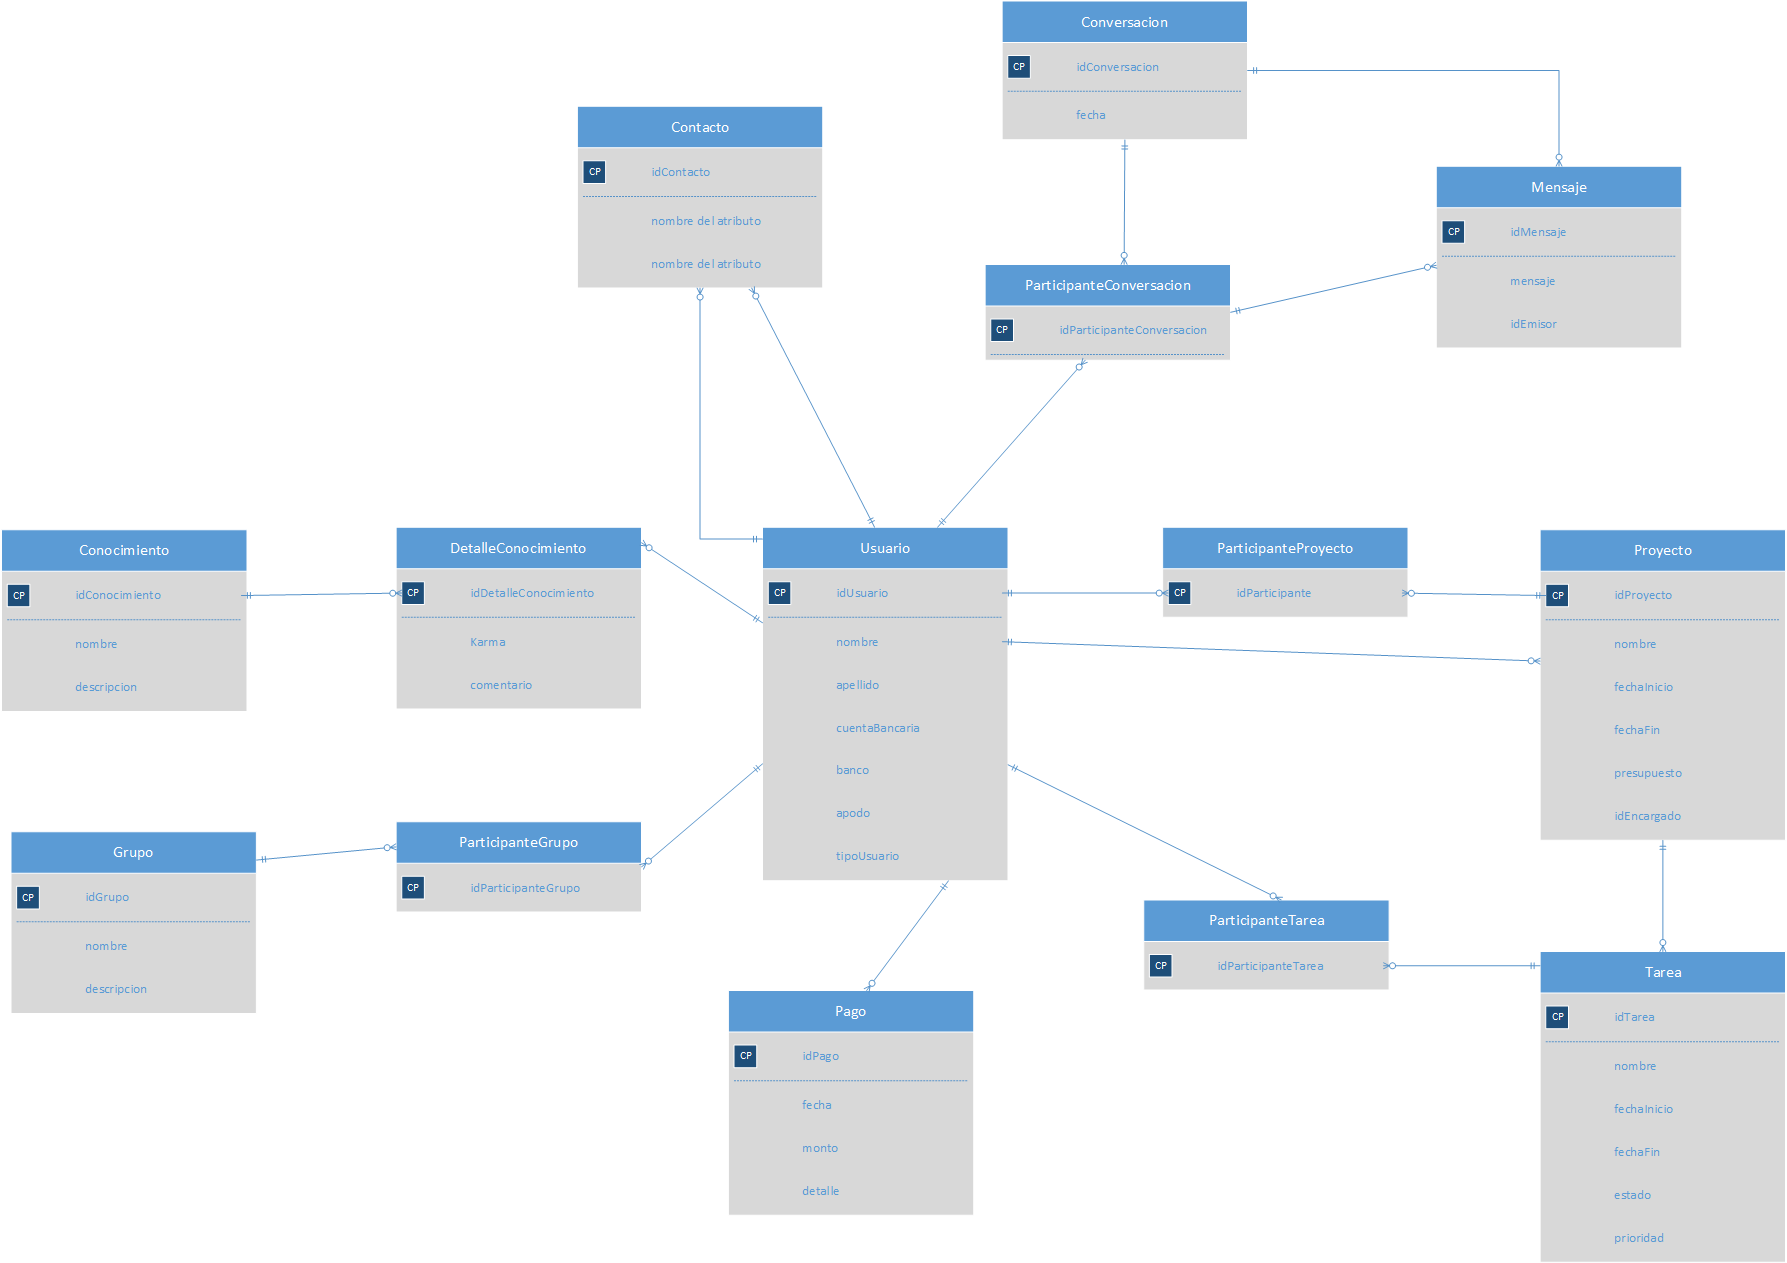 Conversacion
CP idConversacion
fecha
Contacto
CP idContacto
nombre del atributo
nombre del atributo
Mensaje
CP idMensaje
mensaje
idEmisor
ParticipanteConversacion
CP idParticipanteConversacion
Conocimiento
CP idConocimiento
nombre
descripcion
DetalleConocimiento
CP idDetalleConocimiento
Karma
comentario
Usuario
CP idUsuario
nombre
apellido
cuentaBancaria
banco
apodo
tipoUsuario
ParticipanteProyecto
CP idParticipante
Proyecto
CP idProyecto
nombre
fechaInicio
fechaFin
presupuesto
idEncargado
Grupo
CP idGrupo
nombre
descripcion
ParticipanteGrupo
CP idParticipanteGrupo
ParticipanteTarea
CP idParticipanteTarea
Pago
CP idPago
fecha
monto
detalle
Tarea
CP idTarea
nombre
fechaInicio
fechaFin
estado
prioridad